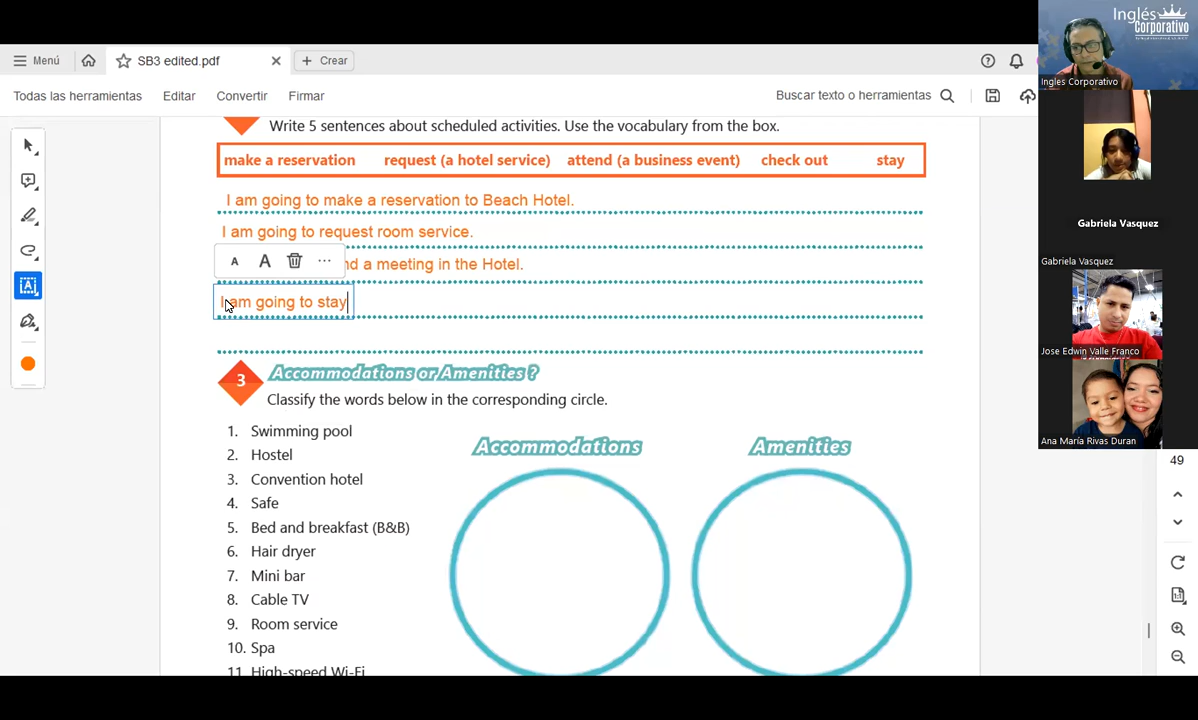 Inglés
Corporativo
Menú
SB3 edited.pdf
Crear
Todas las herramientas
Editar
Convertir
Firmar
Buscar texto o herramientas
Ingles Corporativo
Write 5 sentences about scheduled activities. Use the vocabulary from the box.
make a reservation request (a hotel service) attend (a business event) check out stay
I am going to make a reservation to Beach Hotel.
I am going to request room service.
A A
nd a meeting in the Hotel.
I am going to stay
Gabriela Vasquez
Gabriela Vasquez
Jose Edwin Valle Franco
Ana María Rivas Duran
3
Accommodations or Amenities ?
Classify the words below in the corresponding circle.
1. Swimming pool
2. Hostel
3. Convention hotel
4. Safe
5. Bed and breakfast (B&B)
6. Hair dryer
7. Mini bar
8. Cable TV
9. Room service
10. Spa
11. High-speed Wi-Fi
Accommodations
Amenities
49